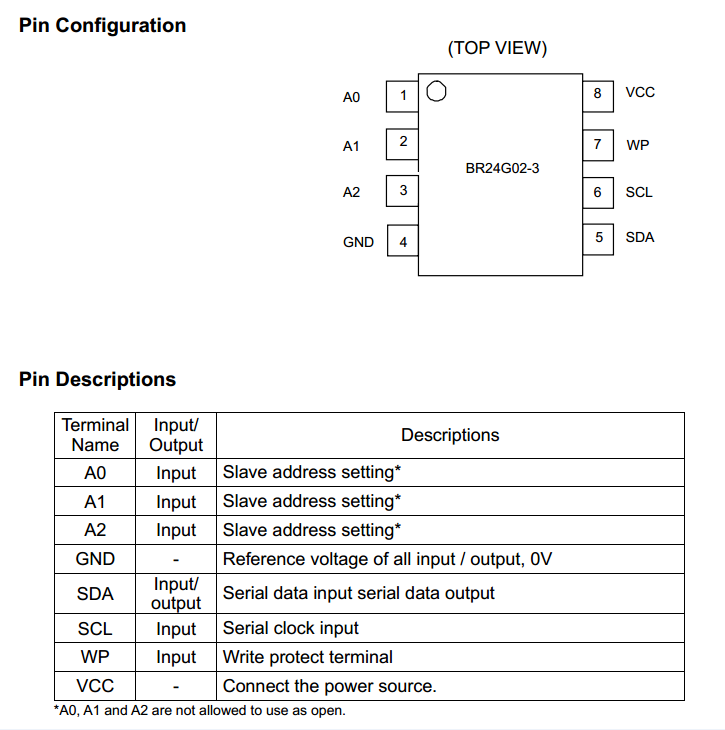 Pin Configuration
(TOP VIEW)
A0 1 8 VCC
A1 2 7 WP
BR24G02-3
A2 3 6 SCL
GND 4 5 SDA
Pin Descriptions
Terminal Name Input/ Output Descriptions
A0 Input Slave address setting*
A1 Input Slave address setting*
A2 Input Slave address setting*
GND - Reference voltage of all input / output, 0V
SDA Input/ output Serial data input serial data output
SCL Input Serial clock input
WP Input Write protect terminal
VCC - Connect the power source.
*A0, A1 and A2 are not allowed to use as open.